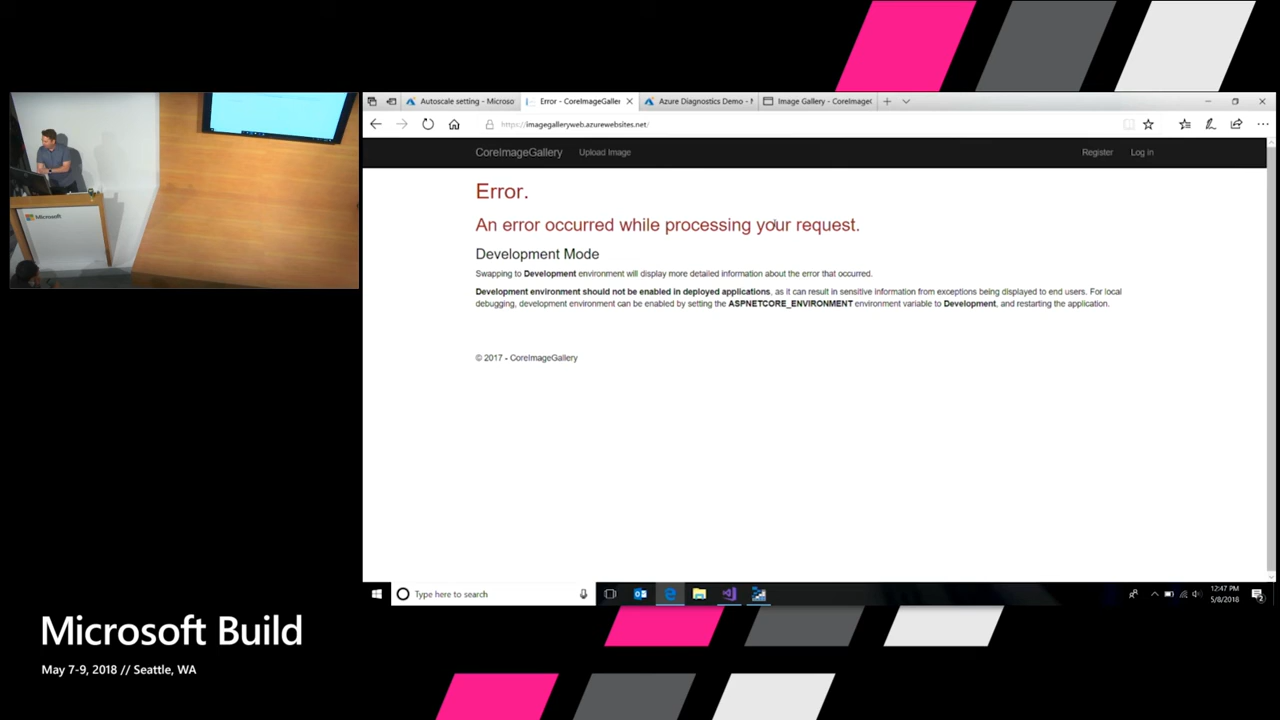 Autoscale setting - Microso
Error - CoreImageGaller
Azure Diagnostics Demo - M
Image Gallery - CoreImageG
https://imagegalleryweb.azurewebsites.net/
CoreImageGallery
Upload Image
Register
Log in
Error.
An error occurred while processing your request.
Development Mode
Swapping to Development environment will display more detailed information about the error that occurred.
Development environment should not be enabled in deployed applications, as it can result in sensitive information from exceptions being displayed to end users. For local
debugging, development environment can be enabled by setting the ASPNETCORE_ENVIRONMENT environment variable to Development, and restarting the application.
© 2017 - CoreImageGallery
Type here to search
12:47 PM
5/8/2018
2
Microsoft
Microsoft Build
May 7-9, 2018 // Seattle, WA